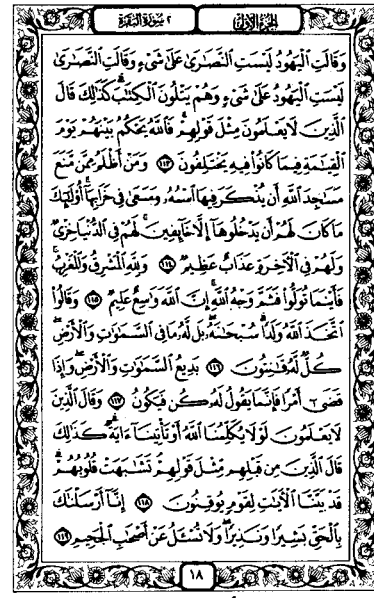 الجزء الأول
٢ سورة البقرة
وَقَالَتِ ٱلْيَهُودُ لَيْسَتِ ٱلنَّصَٰرَىٰ عَلَىٰ شَىْءٍ وَقَالَتِ ٱلنَّصَٰرَىٰ
لَيْسَتِ ٱلْيَهُودُ عَلَىٰ شَىْءٍ وَهُمْ يَتْلُونَ ٱلْكِتَٰبَ ۗ كَذَٰلِكَ قَالَ
ٱلَّذِينَ لَا يَعْلَمُونَ مِثْلَ قَوْلِهِمْ ۚ فَٱللَّهُ يَحْكُمُ بَيْنَهُمْ يَوْمَ
ٱلْقِيَٰمَةِ فِيمَا كَانُوا۟ فِيهِ يَخْتَلِفُونَ ١١٣ وَمَنْ أَظْلَمُ مِمَّن مَّنَعَ
مَسَٰجِدَ ٱللَّهِ أَن يُذْكَرَ فِيهَا ٱسْمُهُۥ وَسَعَىٰ فِى خَرَابِهَآ ۚ أُو۟لَٰٓئِكَ
مَا كَانَ لَهُمْ أَن يَدْخُلُوهَآ إِلَّا خَآئِفِينَ ۚ لَهُمْ فِى ٱلدُّنْيَا خِزْىٌ
وَلَهُمْ فِى ٱلْءَاخِرَةِ عَذَابٌ عَظِيمٌ ١١٤ وَلِلَّهِ ٱلْمَشْرِقُ وَٱلْمَغْرِبُ ۚ
فَأَيْنَمَا تُوَلُّوا۟ فَثَمَّ وَجْهُ ٱللَّهِ ۚ إِنَّ ٱللَّهَ وَٰسِعٌ عَلِيمٌ ١١٥ وَقَالُوا۟
ٱتَّخَذَ ٱللَّهُ وَلَدًا ۗ سُبْحَٰنَهُۥ ۖ بَل لَّهُۥ مَا فِى ٱلسَّمَٰوَٰتِ وَٱلْأَرْضِ ۖ
كُلٌّ لَّهُۥ قَٰنِتُونَ ١١٦ بَدِيعُ ٱلسَّمَٰوَٰتِ وَٱلْأَرْضِ ۖ وَإِذَا
قَضَىٰٓ أَمْرًا فَإِنَّمَا يَقُولُ لَهُۥ كُن فَيَكُونُ ١١٧ وَقَالَ ٱلَّذِينَ
لَا يَعْلَمُونَ لَوْلَا يُكَلِّمُنَا ٱللَّهُ أَوْ تَأْتِينَآ ءَايَةٌ ۗ كَذَٰلِكَ
قَالَ ٱلَّذِينَ مِن قَبْلِهِم مِّثْلَ قَوْلِهِمْ ۘ تَشَٰبَهَتْ قُلُوبُهُمْ ۗ
قَدْ بَيَّنَّا ٱلْءَايَٰتِ لِقَوْمٍ يُوقِنُونَ ١١٨ إِنَّآ أَرْسَلْنَٰكَ
بِٱلْحَقِّ بَشِيرًا وَنَذِيرًا ۖ وَلَا تُسْـَٔلُ عَنْ أَصْحَٰبِ ٱلْجَحِيمِ ١١٩
١٨